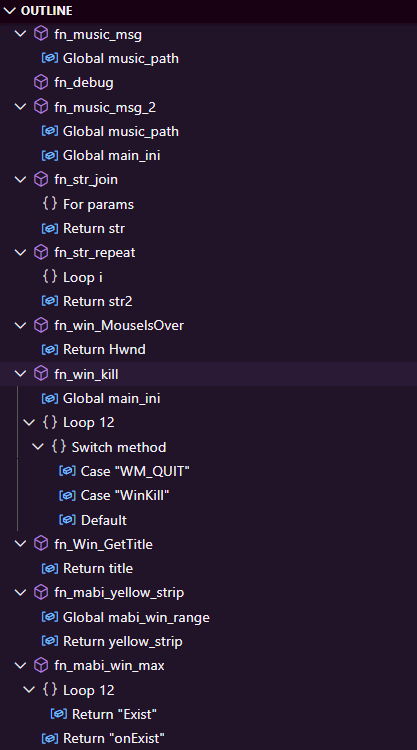 OUTLINE
fn_music_msg
Global music_path
fn_debug
fn_music_msg_2
Global music_path
Global main_ini
fn_str_join
{} For params
Return str
fn_str_repeat
{} Loop i
Return str2
fn_win_MouseIsOver
Return Hwnd
fn_win_kill
Global main_ini
{} Loop 12
{} Switch method
Case "WM_QUIT"
Case "WinKill"
Default
fn_Win_GetTitle
Return title
fn_mabi_yellow_strip
Global mabi_win_range
Return yellow_strip
fn_mabi_win_max
{} Loop 12
Return "Exist"
Return "onExist"